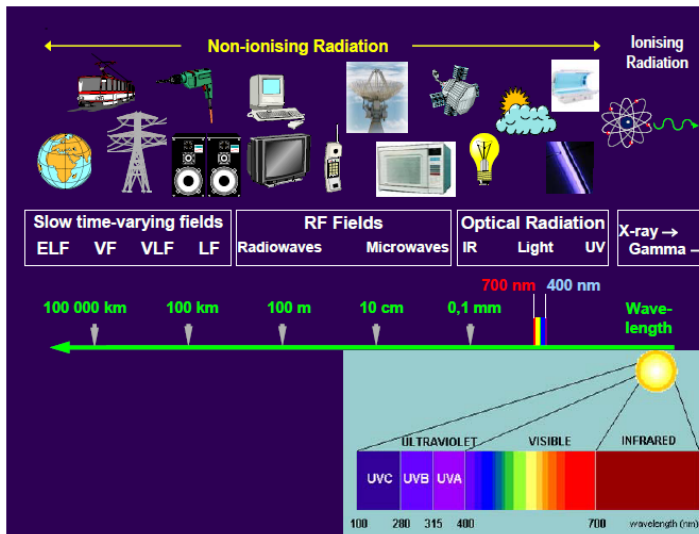 Non-ionising Radiation
Ionising
Radiation
Slow time-varying fields
ELF VF VLF LF
RF Fields
Radiowaves Microwaves
Optical Radiation
IR Light UV
X-ray →
Gamma –
700 nm 400 nm
100 000 km 100 km 100 m 10 cm 0,1 mm
Wave-
length
ULTRAVIOLET VISIBLE INFRARED
UVC UVB UVA
100 280 315 400 700 wavelength (nm)